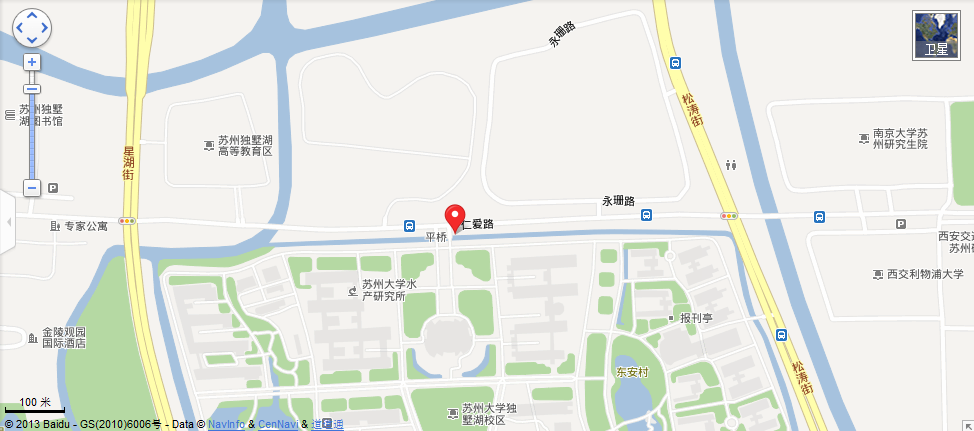 永珊路
卫星
苏州独墅
湖图书馆
松涛街
南京大学苏
州研究生院
苏州独墅湖
高等教育区
星湖街
P
永珊路
专家公寓
仁爱路
平桥
P
西安交通
苏州研
西交利物浦大学
苏州大学水
产研究所
报刊亭
金陵观园
国际酒店
东安村
松涛街
100 米
苏州大学独
墅湖校区
© 2013 Baidu - GS(2010)6006号 - Data © NavInfo & CenNavi & 道P通